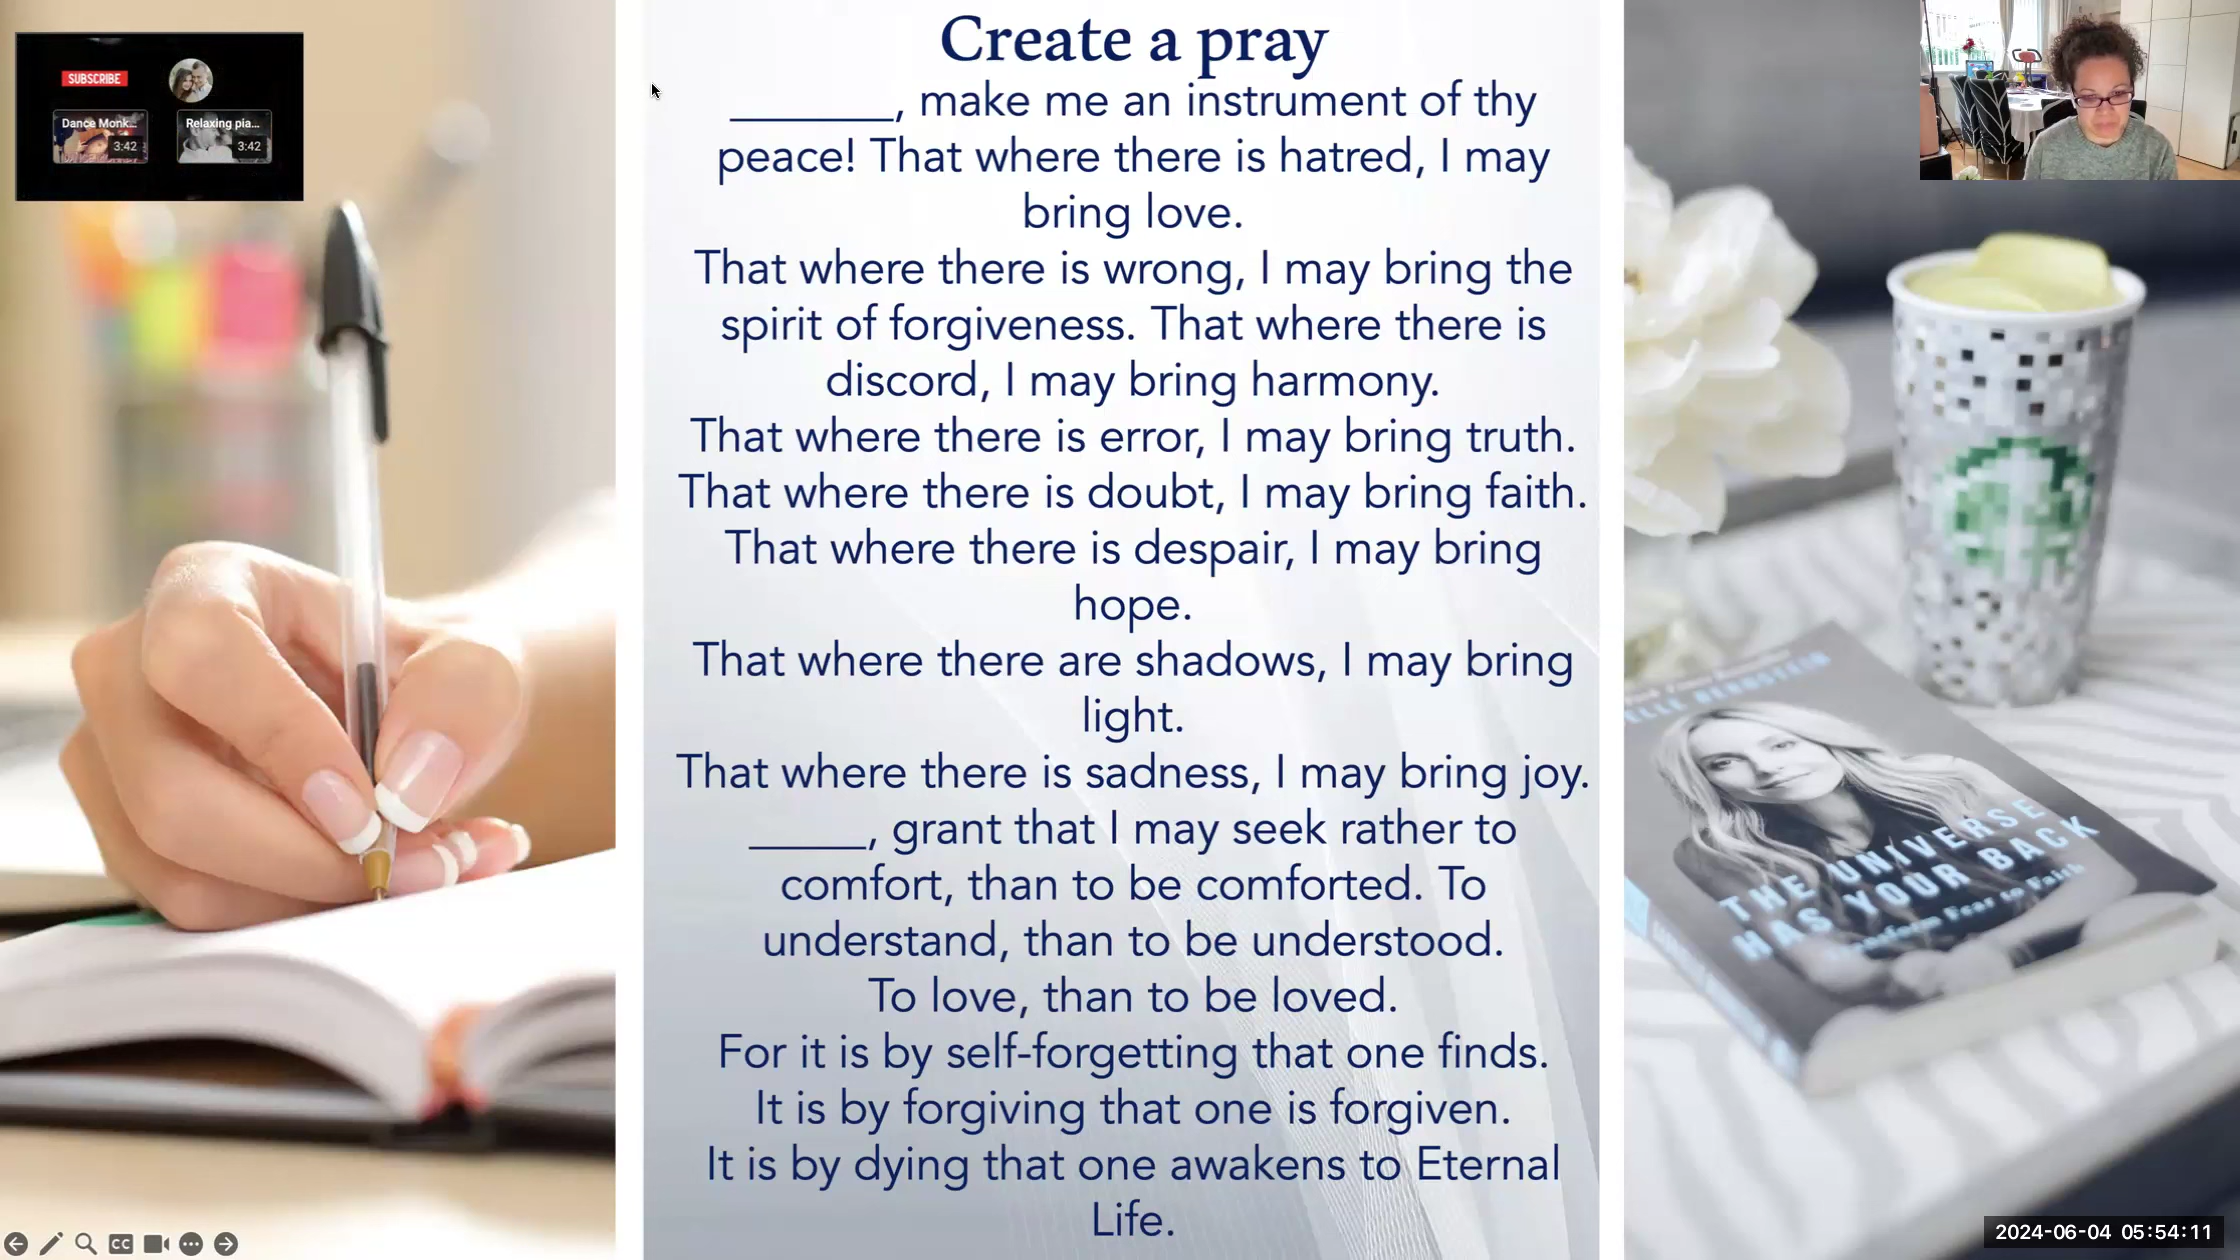 SUBSCRIBE
Dance Monk...
3:42
Relaxing pia...
3:42
Create a pray
_______, make me an instrument of thy
peace! That where there is hatred, I may
bring love.
That where there is wrong, I may bring the
spirit of forgiveness. That where there is
discord, I may bring harmony.
That where there is error, I may bring truth.
That where there is doubt, I may bring faith.
That where there is despair, I may bring
hope.
That where there are shadows, I may bring
light.
That where there is sadness, I may bring joy.
_____, grant that I may seek rather to
comfort, than to be comforted. To
understand, than to be understood.
To love, than to be loved.
For it is by self-forgetting that one finds.
It is by forgiving that one is forgiven.
It is by dying that one awakens to Eternal
Life.
ELLE BERNSTEIN
THE UNIVERSE
HAS YOUR BACK
Fear to Faith
CC
2024-06-04 05:54:11